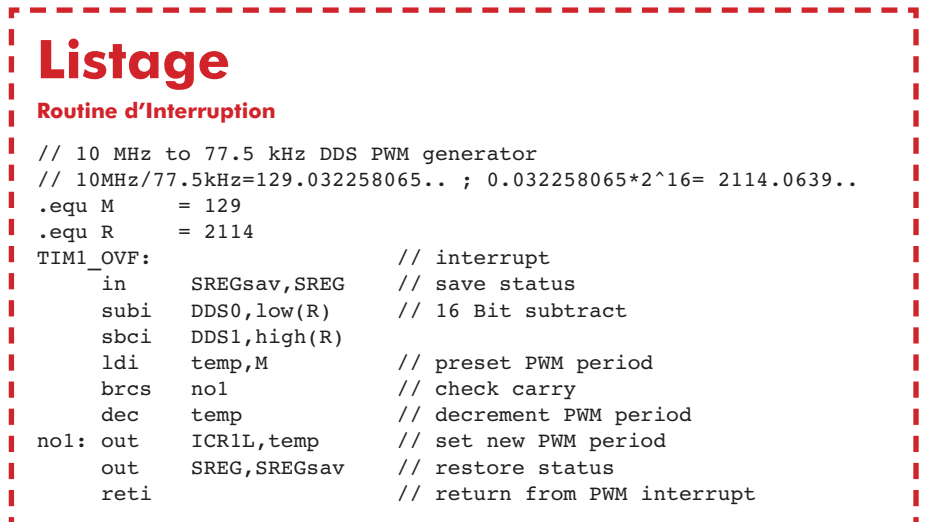 Listage
Routine d'Interruption
// 10 MHz to 77.5 kHz DDS PWM generator
// 10MHz/77.5kHz=129.032258065.. ; 0.032258065*2^16= 2114.0639..
.equ M     = 129
.equ R     = 2114
TIM1_OVF:                       // interrupt
     in      SREGsav,SREG    // save status
     subi    DDS0,low(R)     // 16 Bit subtract
     sbci    DDS1,high(R)
     ldi     temp,M          // preset PWM period
     brcs    no1             // check carry
     dec     temp            // decrement PWM period
no1: out     ICR1L,temp      // set new PWM period
     out     SREG,SREGsav    // restore status
     reti                    // return from PWM interrupt